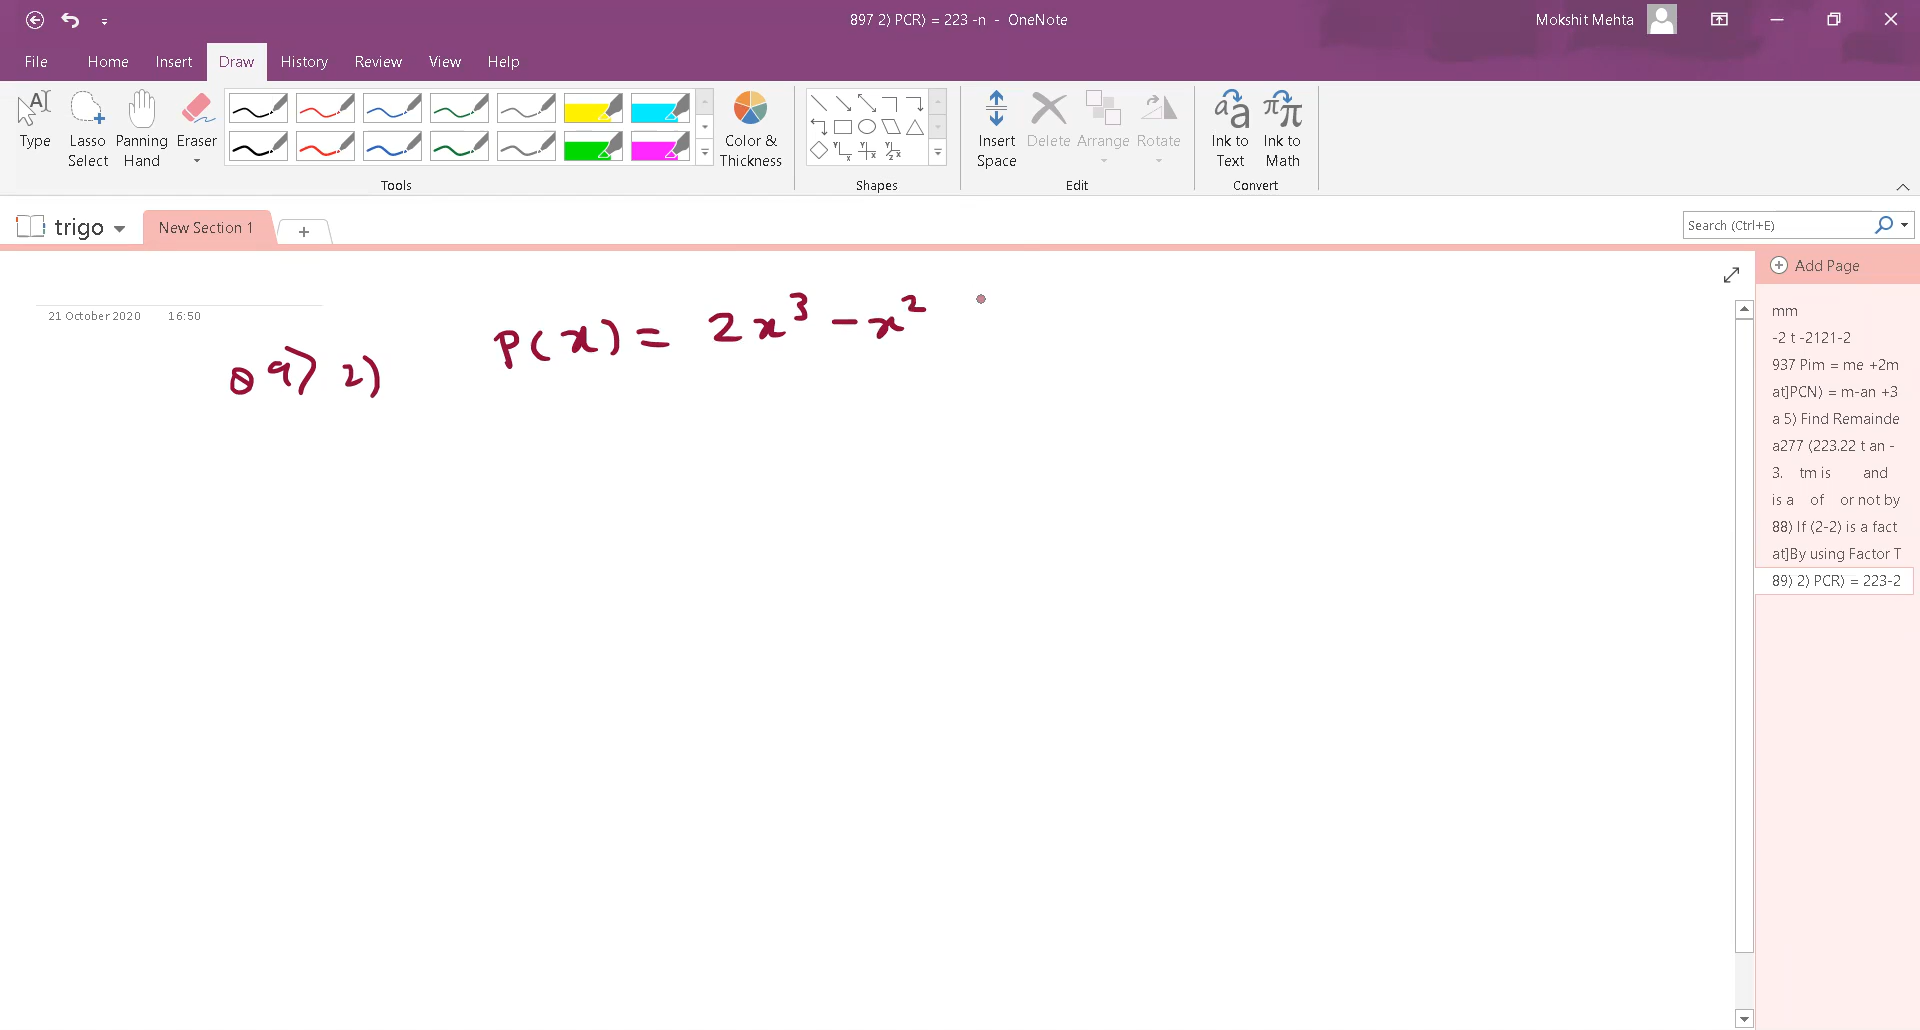 897 2) PCR) = 223 -n - OneNote
Mokshit Mehta
File Home Insert Draw History Review View Help
Type
Lasso Select
Panning Hand
Eraser
Color & Thickness
Insert Space
Delete
Arrange
Rotate
Ink to Text
Ink to Math
Tools
Shapes
Edit
Convert
trigo
New Section 1
Search (Ctrl+E)
Add Page
21 October 2020 16:50
Q 9) 2) P(x) = 2x³ - x²
mm
-2 t -2121-2
937 Pim = me +2m
at]PCN) = m-an +3
a 5) Find Remainde
a277 (223.22 t an -
3. tm is and
is a of or not by
88) If (2-2) is a fact
at]By using Factor T
89) 2) PCR) = 223-2